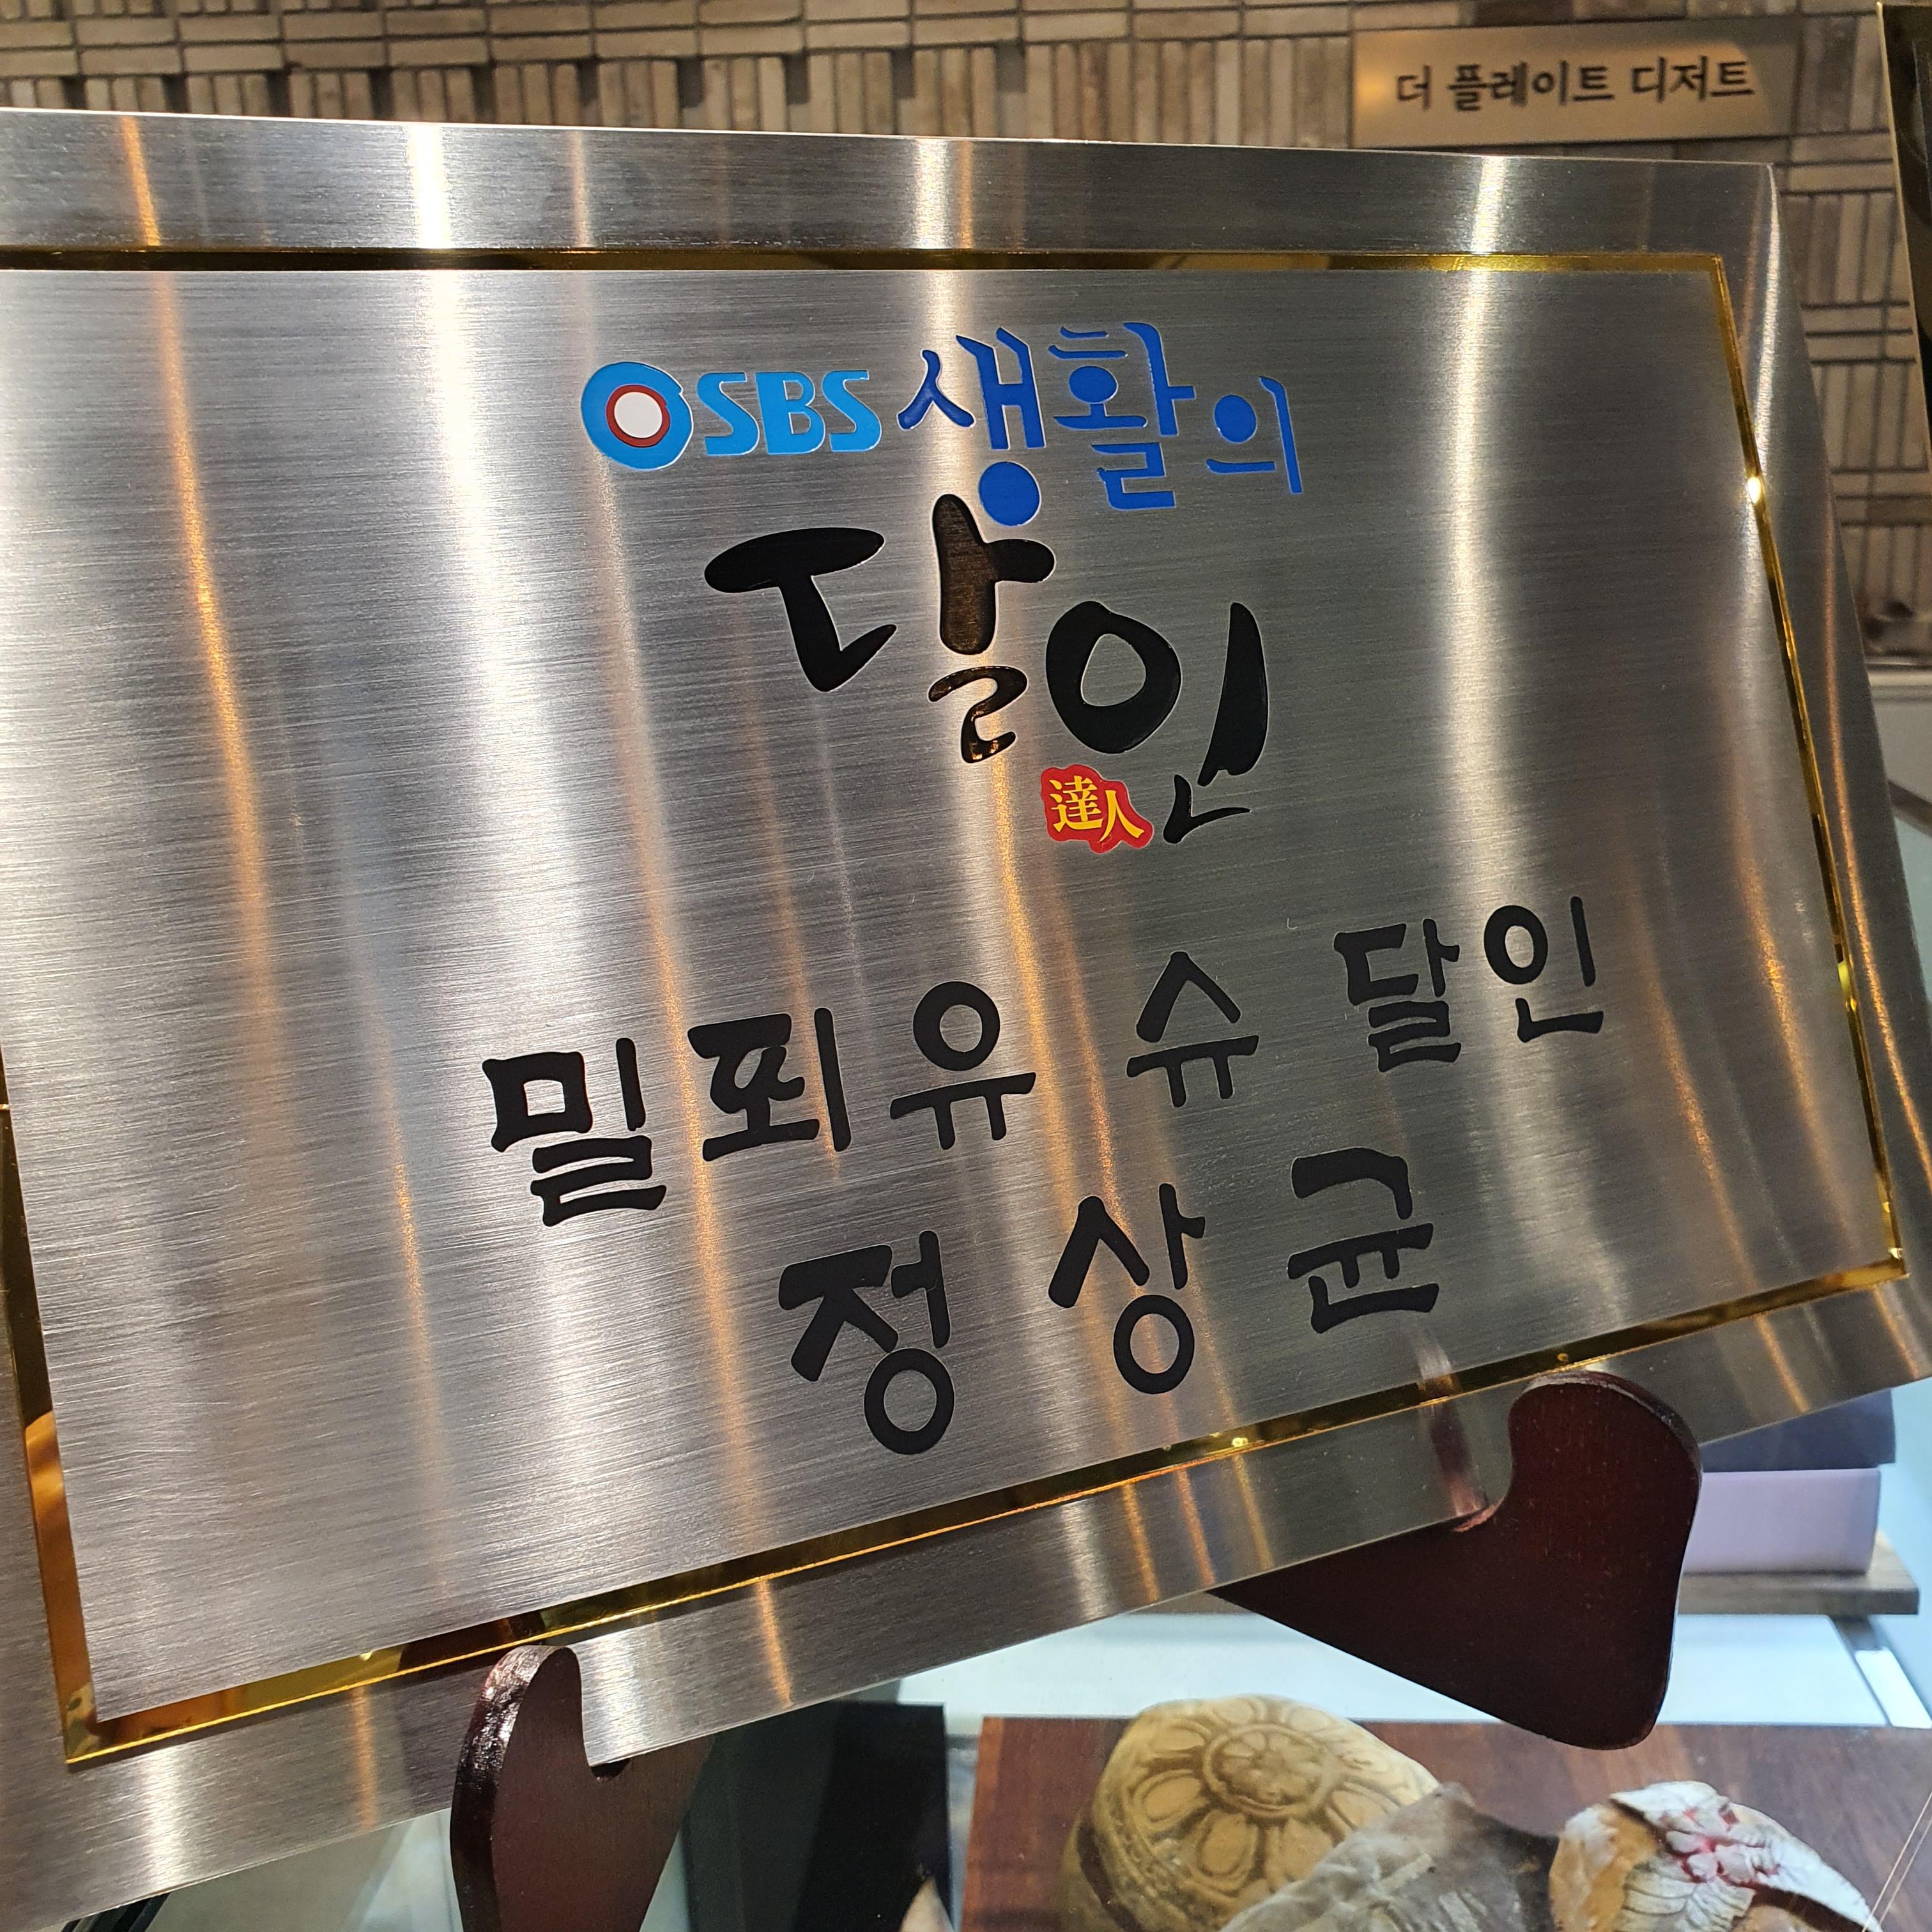 더 플레이트 디저트
SBS 생활의
달인
達人
밀푀유 슈 달인
정상균